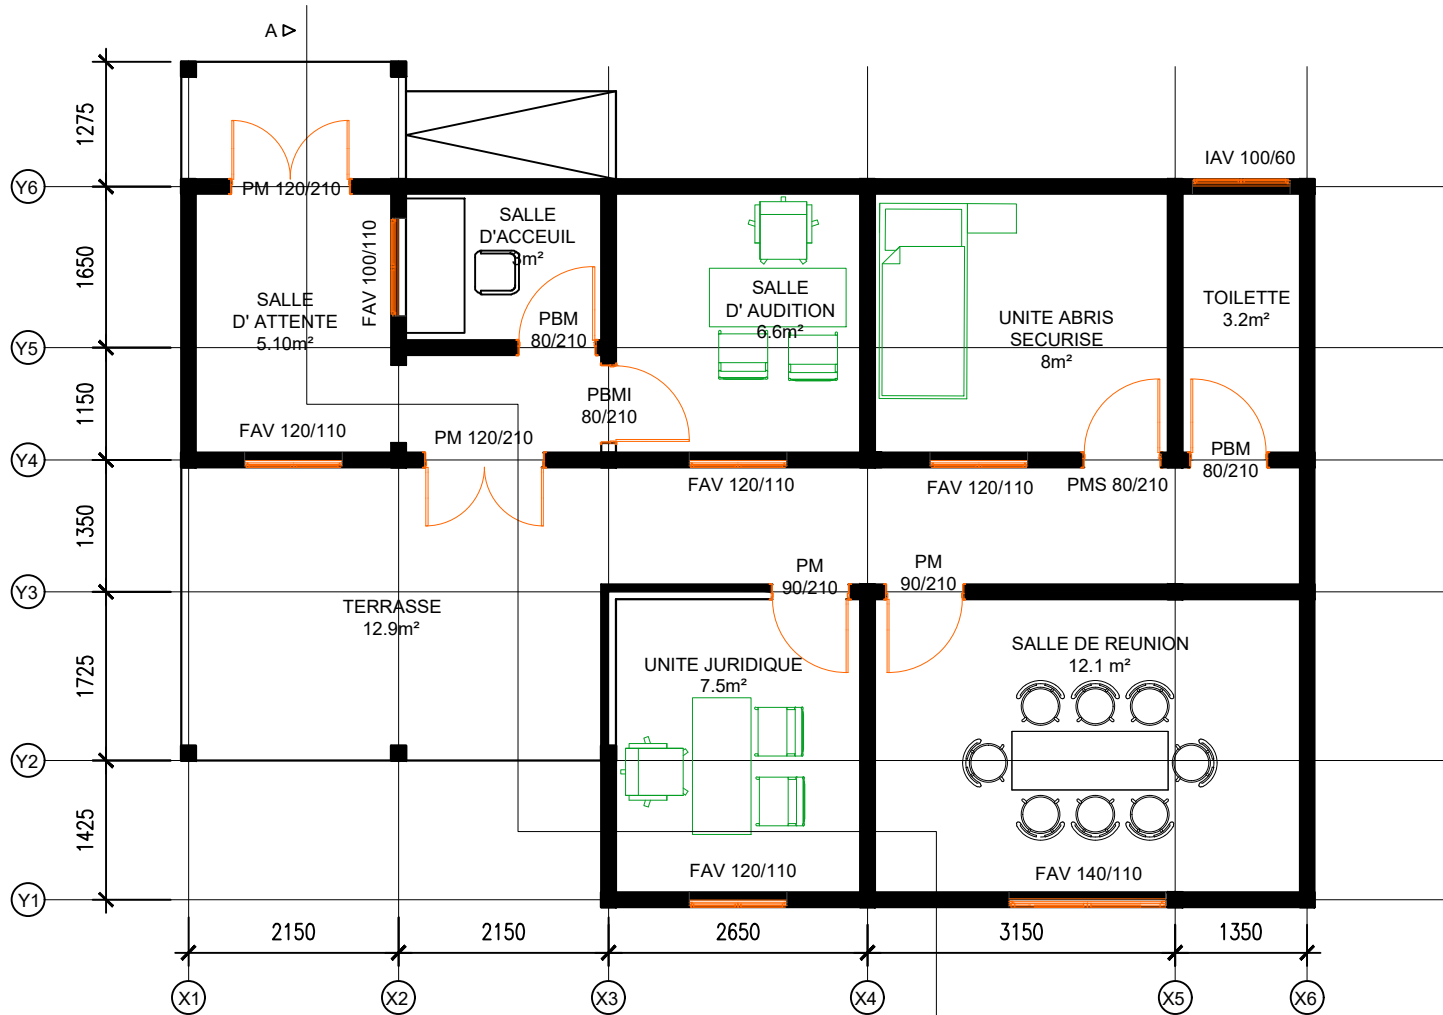 A
1275
IAV 100/60
Y6
PM 120/210
SALLE
D'ACCEUIL
3m²
FAV 100/110
1650
SALLE
D' ATTENTE
5.10m²
SALLE
D' AUDITION
6.6m²
UNITE ABRIS
SECURISE
8m²
TOILETTE
3.2m²
PBM
80/210
Y5
1150
PBMI
80/210
FAV 120/110
PM 120/210
Y4
FAV 120/110
FAV 120/110
PMS 80/210
PBM
80/210
1350
PM
90/210
PM
90/210
Y3
TERRASSE
12.9m²
1725
UNITE JURIDIQUE
7.5m²
SALLE DE REUNION
12.1 m²
Y2
1425
FAV 120/110
FAV 140/110
Y1
2150
2150
2650
3150
1350
X1
X2
X3
X4
X5
X6